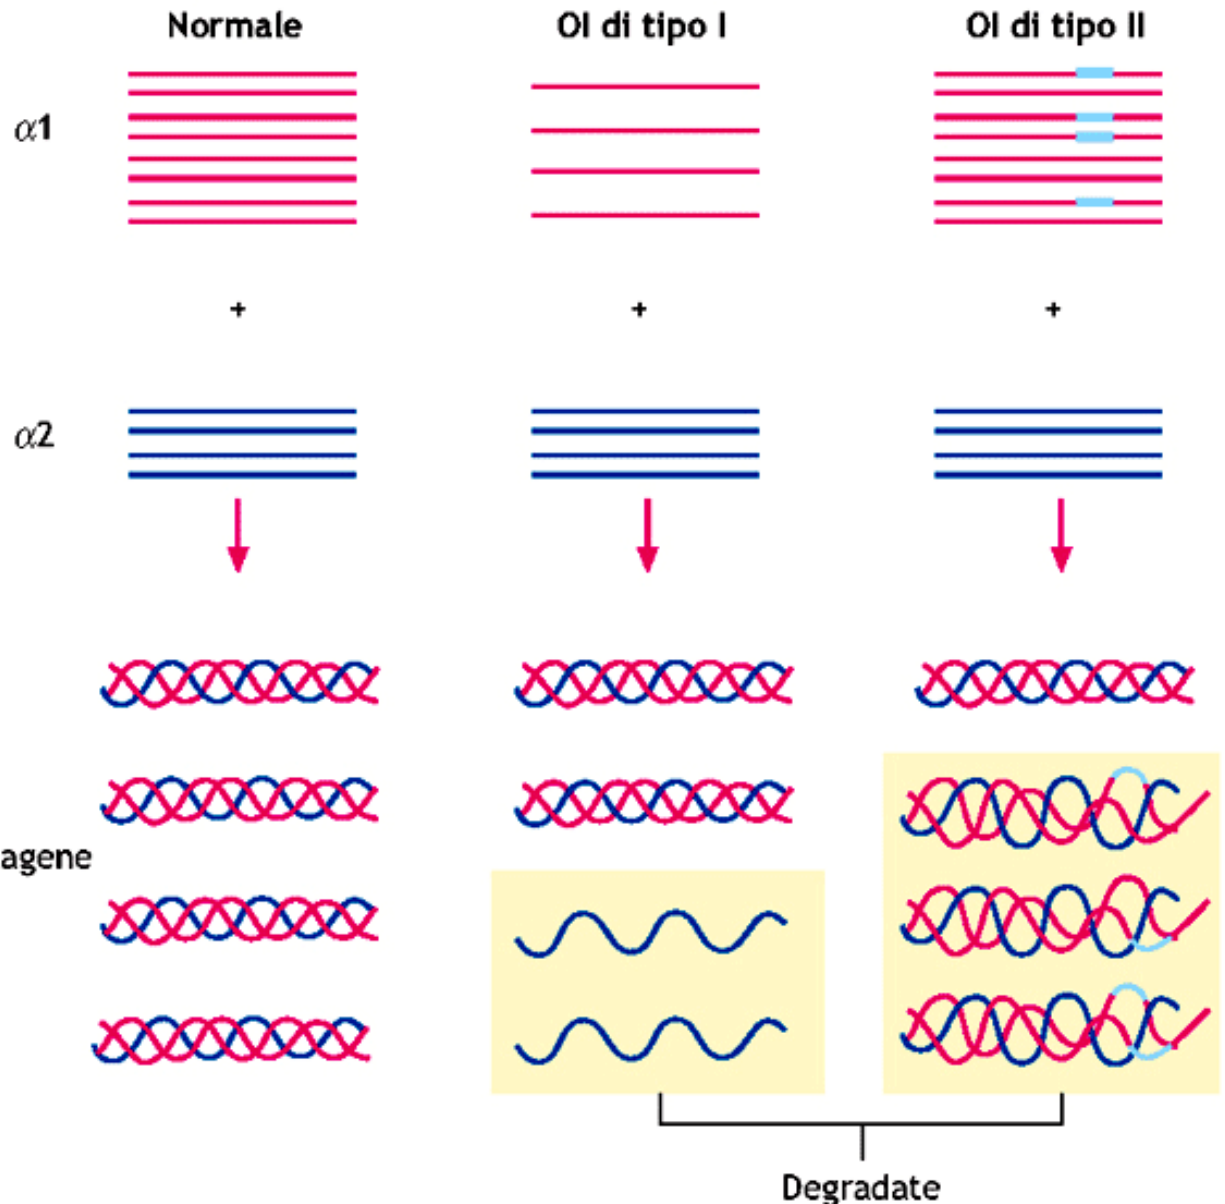 Normale
OI di tipo I
OI di tipo II
α1
+
+
+
α2
agene
Degradate